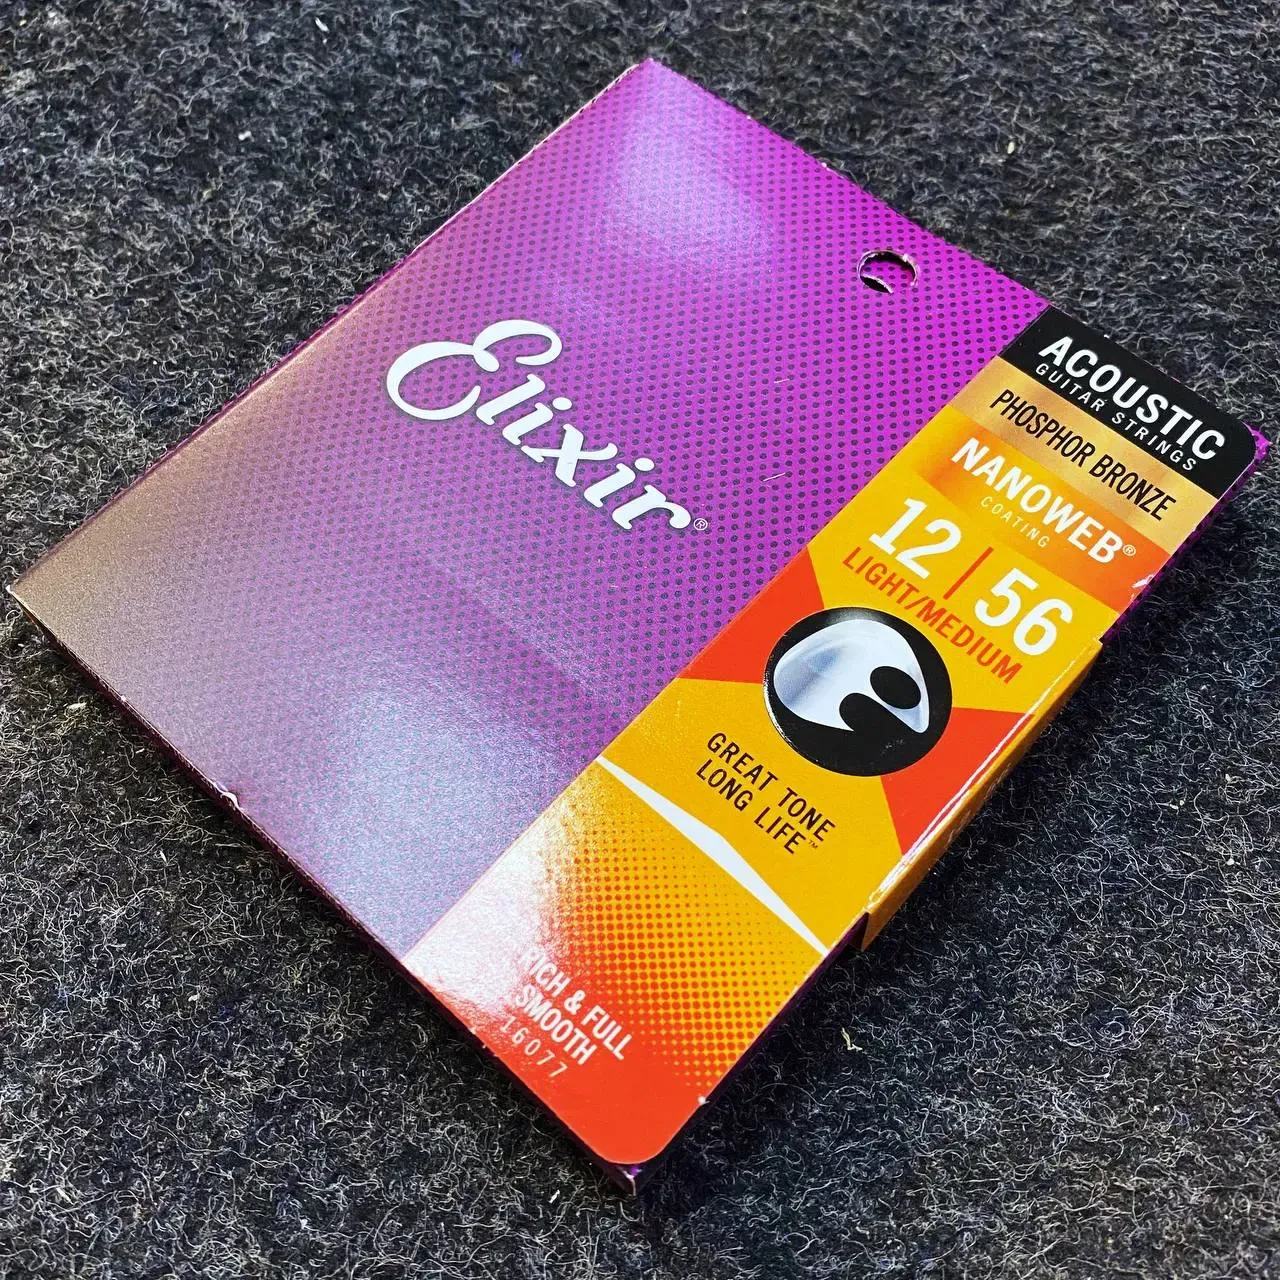 Elixir®
ACOUSTIC
GUITAR STRINGS
PHOSPHOR BRONZE
NANOWEB®
COATING
12 | 56
LIGHT/MEDIUM
GREAT TONE
LONG LIFE™
RICH & FULL
SMOOTH
16077